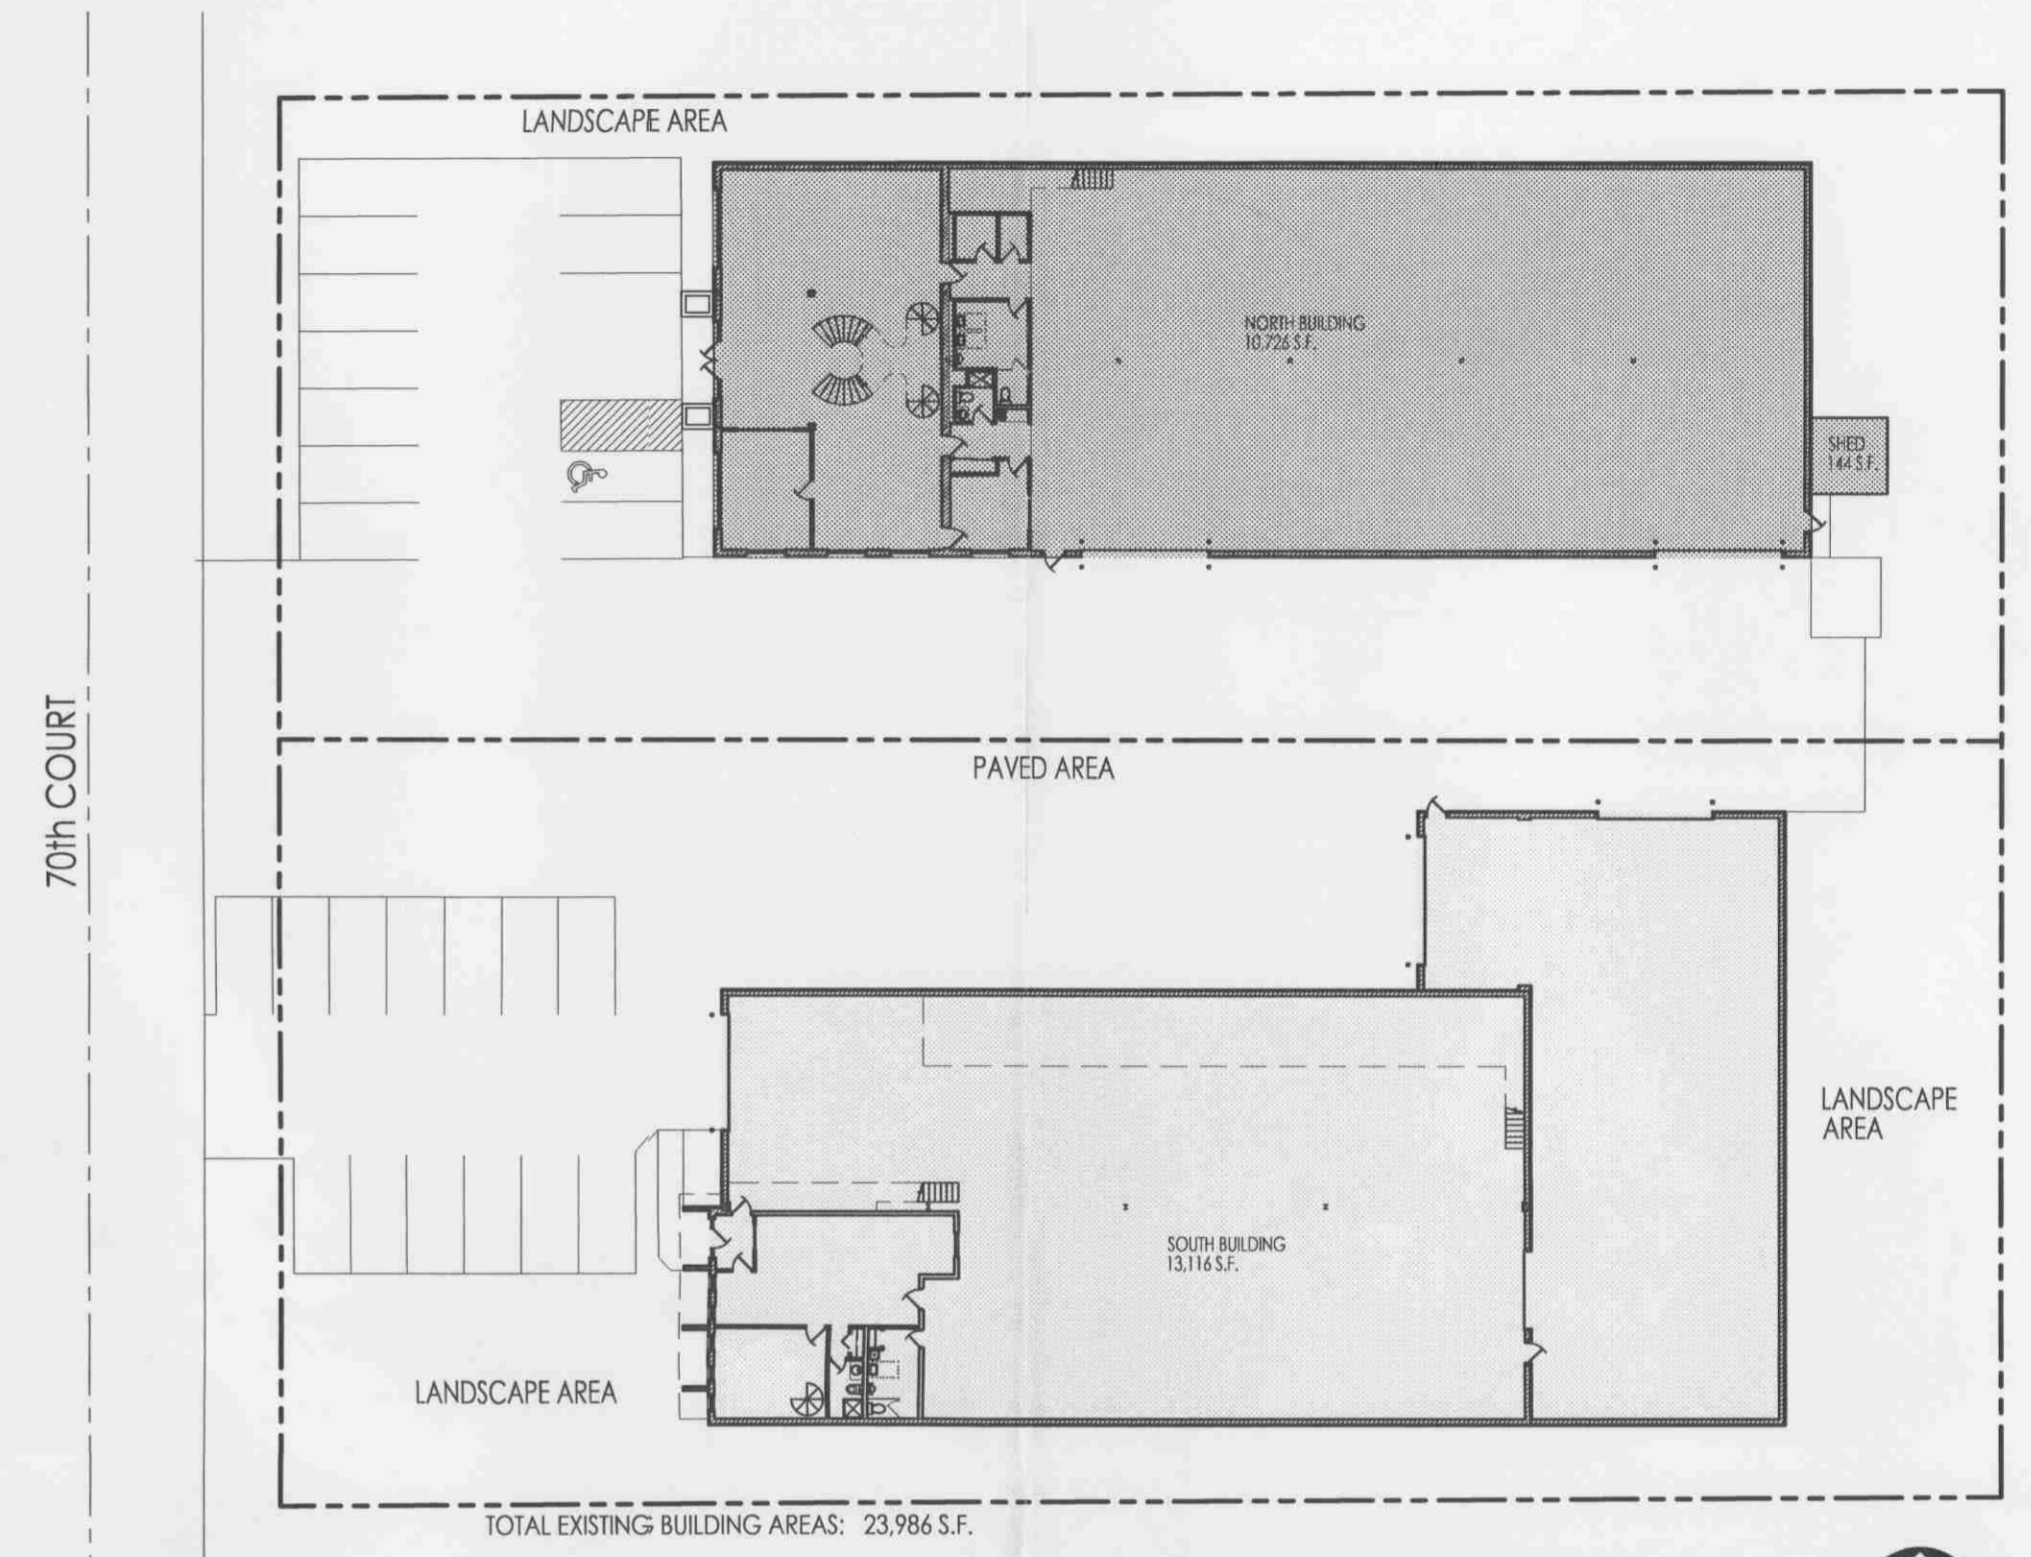 LANDSCAPE AREA
NORTH BUILDING
10,726 S.F.
SHED
144 S.F.
70th COURT
PAVED AREA
LANDSCAPE
AREA
SOUTH BUILDING
13,116 S.F.
LANDSCAPE AREA
TOTAL EXISTING BUILDING AREAS: 23,986 S.F.